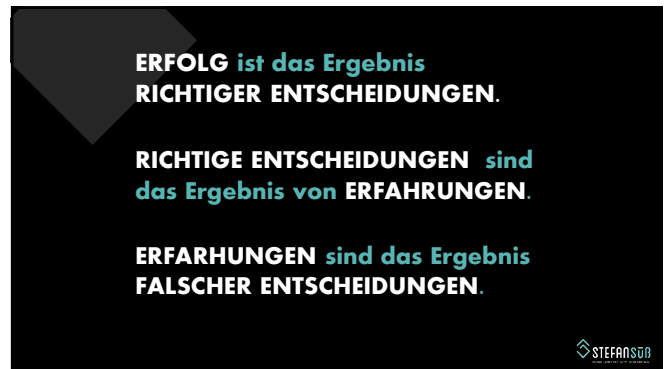 ERFOLG ist das Ergebnis
RICHTIGER ENTSCHEIDUNGEN.
RICHTIGE ENTSCHEIDUNGEN sind
das Ergebnis von ERFAHRUNGEN.
ERFARHUNGEN sind das Ergebnis
FALSCHER ENTSCHEIDUNGEN.
STEFANSÜß